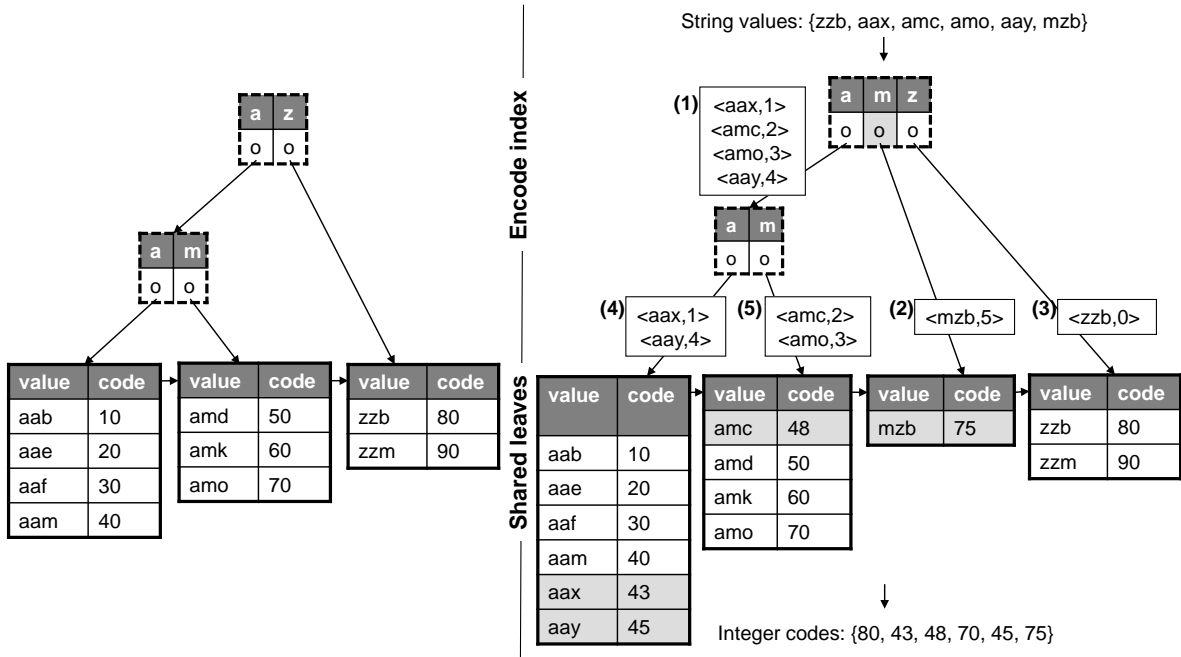 a z
o o
a m
o o
value code
aab 10
aae 20
aaf 30
aam 40
value code
amd 50
amk 60
amo 70
value code
zzb 80
zzm 90
Encode index
Shared leaves
String values: {zzb, aax, amc, amo, aay, mzb}
a m z
o o o
(1)
<aax,1>
<amc,2>
<amo,3>
<aay,4>
a m
o o
(4)
<aax,1>
<aay,4>
(5)
<amc,2>
<amo,3>
(2)
<mzb,5>
(3)
<zzb,0>
value code
aab 10
aae 20
aaf 30
aam 40
aax 43
aay 45
value code
amc 48
amd 50
amk 60
amo 70
value code
mzb 75
value code
zzb 80
zzm 90
Integer codes: {80, 43, 48, 70, 45, 75}